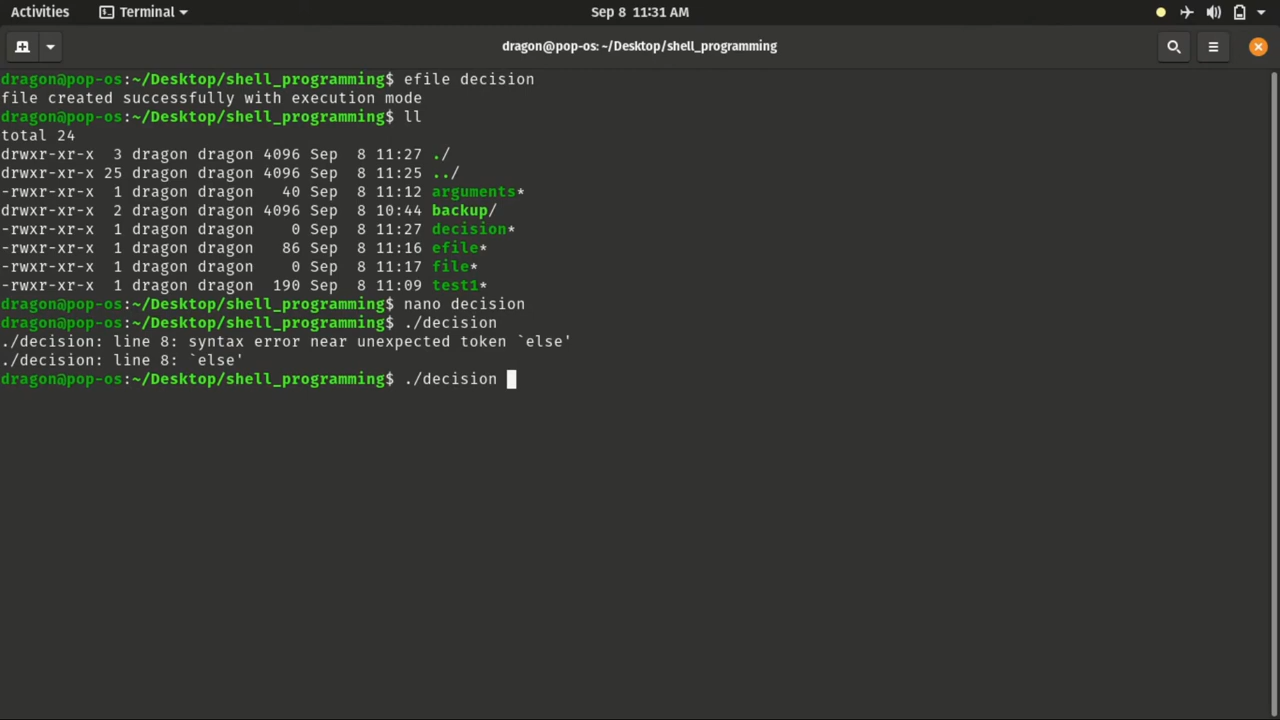 Activities Terminal Sep 8 11:31 AM
dragon@pop-os: ~/Desktop/shell_programming
dragon@pop-os:~/Desktop/shell_programming$ efile decision
file created successfully with execution mode
dragon@pop-os:~/Desktop/shell_programming$ ll
total 24
drwxr-xr-x  3 dragon dragon 4096 Sep  8 11:27 ./
drwxr-xr-x 25 dragon dragon 4096 Sep  8 11:25 ../
-rwxr-xr-x  1 dragon dragon   40 Sep  8 11:12 arguments*
drwxr-xr-x  2 dragon dragon 4096 Sep  8 10:44 backup/
-rwxr-xr-x  1 dragon dragon    0 Sep  8 11:27 decision*
-rwxr-xr-x  1 dragon dragon   86 Sep  8 11:16 efile*
-rwxr-xr-x  1 dragon dragon    0 Sep  8 11:17 file*
-rwxr-xr-x  1 dragon dragon  190 Sep  8 11:09 test1*
dragon@pop-os:~/Desktop/shell_programming$ nano decision
dragon@pop-os:~/Desktop/shell_programming$ ./decision
./decision: line 8: syntax error near unexpected token `else'
./decision: line 8: `else'
dragon@pop-os:~/Desktop/shell_programming$ ./decision